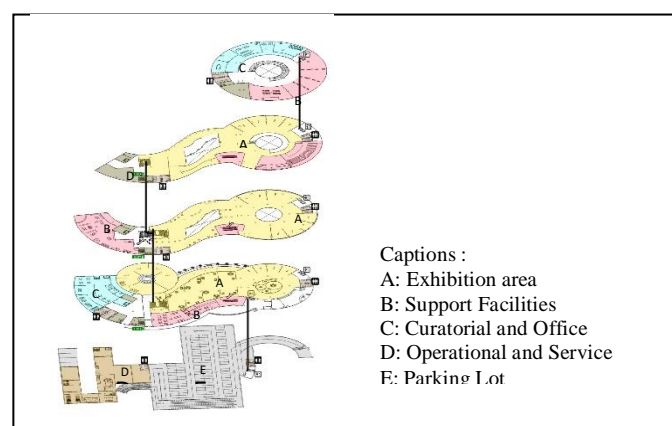 C
B
A
D
B
A
C
A
B
D
E
Captions :
A: Exhibition area
B: Support Facilities
C: Curatorial and Office
D: Operational and Service
E: Parking Lot